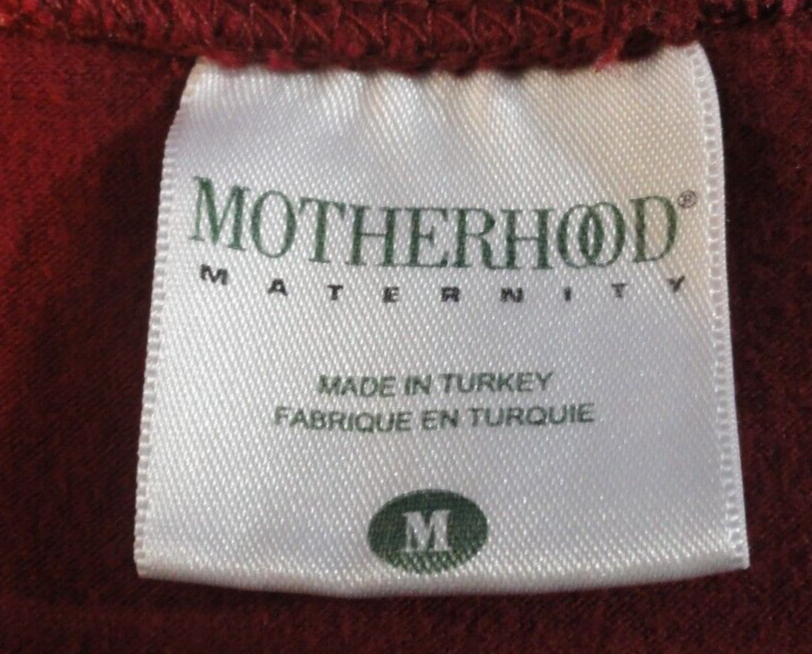 MOTHERHOOD®
MATERNITY
MADE IN TURKEY
FABRIQUE EN TURQUIE
M